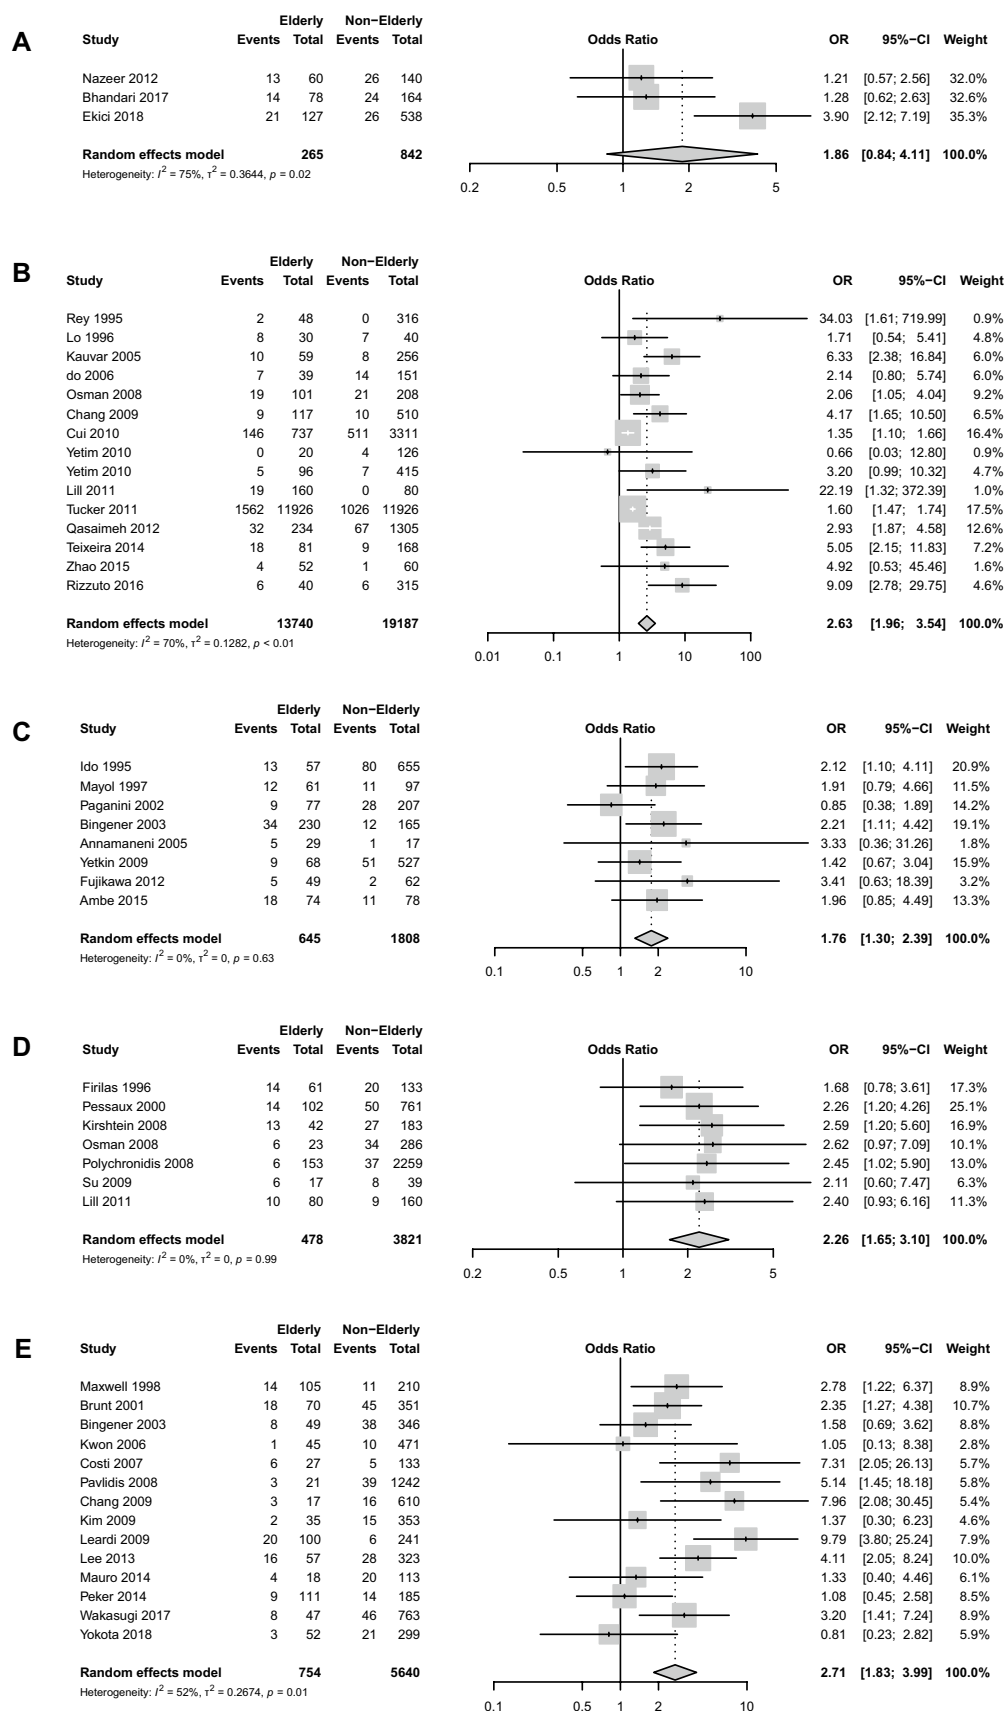 A
Elderly Non−Elderly
Study Events Total Events Total Odds Ratio OR 95%−CI Weight
Nazeer 2012 13 60 26 140 1.21 [0.57; 2.56] 32.0%
Bhandari 2017 14 78 24 164 1.28 [0.62; 2.63] 32.6%
Ekici 2018 21 127 26 538 3.90 [2.12; 7.19] 35.3%
Random effects model 265 842 1.86 [0.84; 4.11] 100.0%
Heterogeneity: I² = 75%, τ² = 0.3644, p = 0.02
0.2 0.5 1 2 5
B
Elderly Non−Elderly
Study Events Total Events Total Odds Ratio OR 95%−CI Weight
Rey 1995 2 48 0 316 34.03 [1.61; 719.99] 0.9%
Lo 1996 8 30 7 40 1.71 [0.54; 5.41] 4.8%
Kauvar 2005 10 59 8 256 6.33 [2.38; 16.84] 6.0%
do 2006 7 39 14 151 2.14 [0.80; 5.74] 6.0%
Osman 2008 19 101 21 208 2.06 [1.05; 4.04] 9.2%
Chang 2009 9 117 10 510 4.17 [1.65; 10.50] 6.5%
Cui 2010 146 737 511 3311 1.35 [1.10; 1.66] 16.4%
Yetim 2010 0 20 4 126 0.66 [0.03; 12.80] 0.9%
Yetim 2010 5 96 7 415 3.20 [0.99; 10.32] 4.7%
Lill 2011 19 160 0 80 22.19 [1.32; 372.39] 1.0%
Tucker 2011 1562 11926 1026 11926 1.60 [1.47; 1.74] 17.5%
Qasaimeh 2012 32 234 67 1305 2.93 [1.87; 4.58] 12.6%
Teixeira 2014 18 81 9 168 5.05 [2.15; 11.83] 7.2%
Zhao 2015 4 52 1 60 4.92 [0.53; 45.46] 1.6%
Rizzuto 2016 6 40 6 315 9.09 [2.78; 29.75] 4.6%
Random effects model 13740 19187 2.63 [1.96; 3.54] 100.0%
Heterogeneity: I² = 70%, τ² = 0.1282, p < 0.01
0.01 0.1 1 10 100
C
Elderly Non−Elderly
Study Events Total Events Total Odds Ratio OR 95%−CI Weight
Ido 1995 13 57 80 655 2.12 [1.10; 4.11] 20.9%
Mayol 1997 12 61 11 97 1.91 [0.79; 4.66] 11.5%
Paganini 2002 9 77 28 207 0.85 [0.38; 1.89] 14.2%
Bingener 2003 34 230 12 165 2.21 [1.11; 4.42] 19.1%
Annamaneni 2005 5 29 1 17 3.33 [0.36; 31.26] 1.8%
Yetkin 2009 9 68 51 527 1.42 [0.67; 3.04] 15.9%
Fujikawa 2012 5 49 2 62 3.41 [0.63; 18.39] 3.2%
Ambe 2015 18 74 11 78 1.96 [0.85; 4.49] 13.3%
Random effects model 645 1808 1.76 [1.30; 2.39] 100.0%
Heterogeneity: I² = 0%, τ² = 0, p = 0.63
0.1 0.5 1 2 10
D
Elderly Non−Elderly
Study Events Total Events Total Odds Ratio OR 95%−CI Weight
Firilas 1996 14 61 20 133 1.68 [0.78; 3.61] 17.3%
Pessaux 2000 14 102 50 761 2.26 [1.20; 4.26] 25.1%
Kirshtein 2008 13 42 27 183 2.59 [1.20; 5.60] 16.9%
Osman 2008 6 23 34 286 2.62 [0.97; 7.09] 10.1%
Polychronidis 2008 6 153 37 2259 2.45 [1.02; 5.90] 13.0%
Su 2009 6 17 8 39 2.11 [0.60; 7.47] 6.3%
Lill 2011 10 80 9 160 2.40 [0.93; 6.16] 11.3%
Random effects model 478 3821 2.26 [1.65; 3.10] 100.0%
Heterogeneity: I² = 0%, τ² = 0, p = 0.99
0.2 0.5 1 2 5
E
Elderly Non−Elderly
Study Events Total Events Total Odds Ratio OR 95%−CI Weight
Maxwell 1998 14 105 11 210 2.78 [1.22; 6.37] 8.9%
Brunt 2001 18 70 45 351 2.35 [1.27; 4.38] 10.7%
Bingener 2003 8 49 38 346 1.58 [0.69; 3.62] 8.8%
Kwon 2006 1 45 10 471 1.05 [0.13; 8.38] 2.8%
Costi 2007 6 27 5 133 7.31 [2.05; 26.13] 5.7%
Pavlidis 2008 3 21 39 1242 5.14 [1.45; 18.18] 5.8%
Chang 2009 3 17 16 610 7.96 [2.08; 30.45] 5.4%
Kim 2009 2 35 15 353 1.37 [0.30; 6.23] 4.6%
Leardi 2009 20 100 6 241 9.79 [3.80; 25.24] 7.9%
Lee 2013 16 57 28 323 4.11 [2.05; 8.24] 10.0%
Mauro 2014 4 18 20 113 1.33 [0.40; 4.46] 6.1%
Peker 2014 9 111 14 185 1.08 [0.45; 2.58] 8.5%
Wakasugi 2017 8 47 46 763 3.20 [1.41; 7.24] 8.9%
Yokota 2018 3 52 21 299 0.81 [0.23; 2.82] 5.9%
Random effects model 754 5640 2.71 [1.83; 3.99] 100.0%
Heterogeneity: I² = 52%, τ² = 0.2674, p = 0.01
0.1 0.5 1 2 10